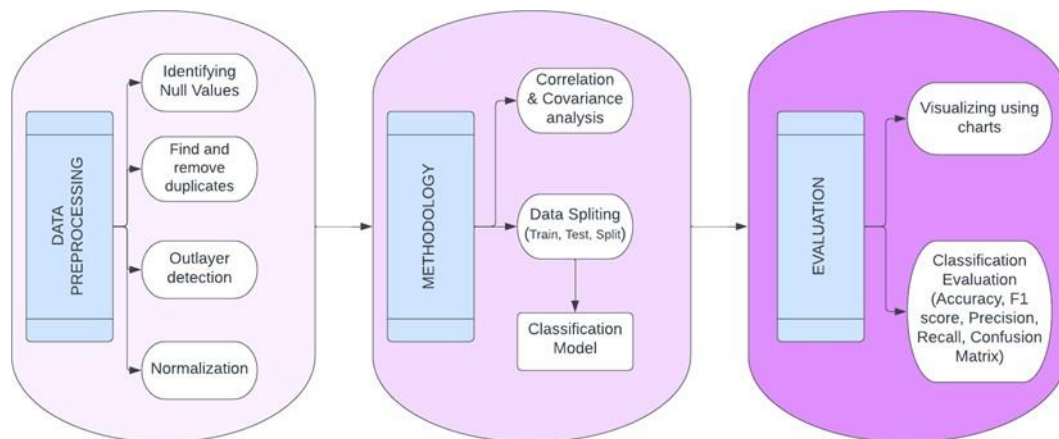 DATA
PREPROCESSING
Identifying
Null Values
Find and
remove
duplicates
Outlayer
detection
Normalization
METHODOLOGY
Correlation
& Covariance
analysis
Data Spliting
(Train, Test, Split)
Classification
Model
EVALUATION
Visualizing using
charts
Classification
Evaluation
(Accuracy, F1
score, Precision,
Recall, Confusion
Matrix)